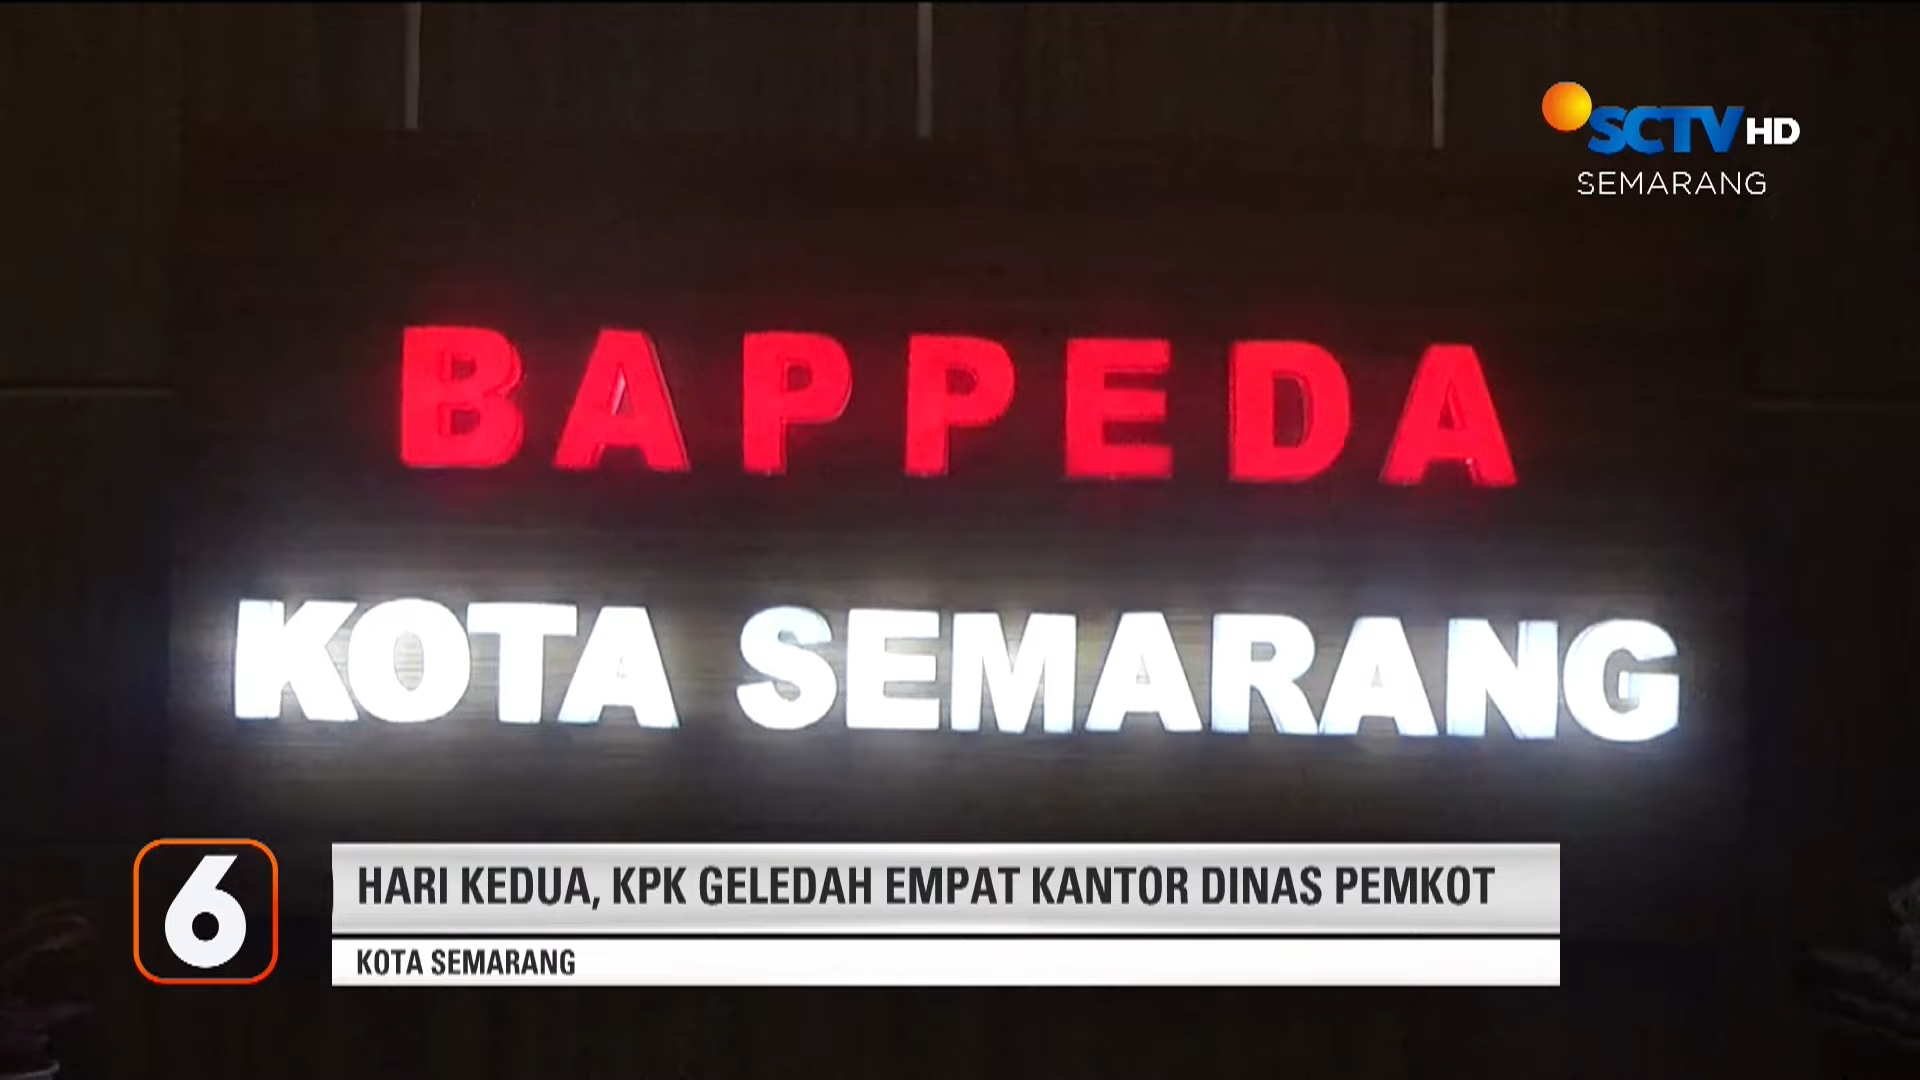 SCTV HD
SEMARANG
BAPPEDA
KOTA SEMARANG
6
HARI KEDUA, KPK GELEDAH EMPAT KANTOR DINAS PEMKOT
KOTA SEMARANG